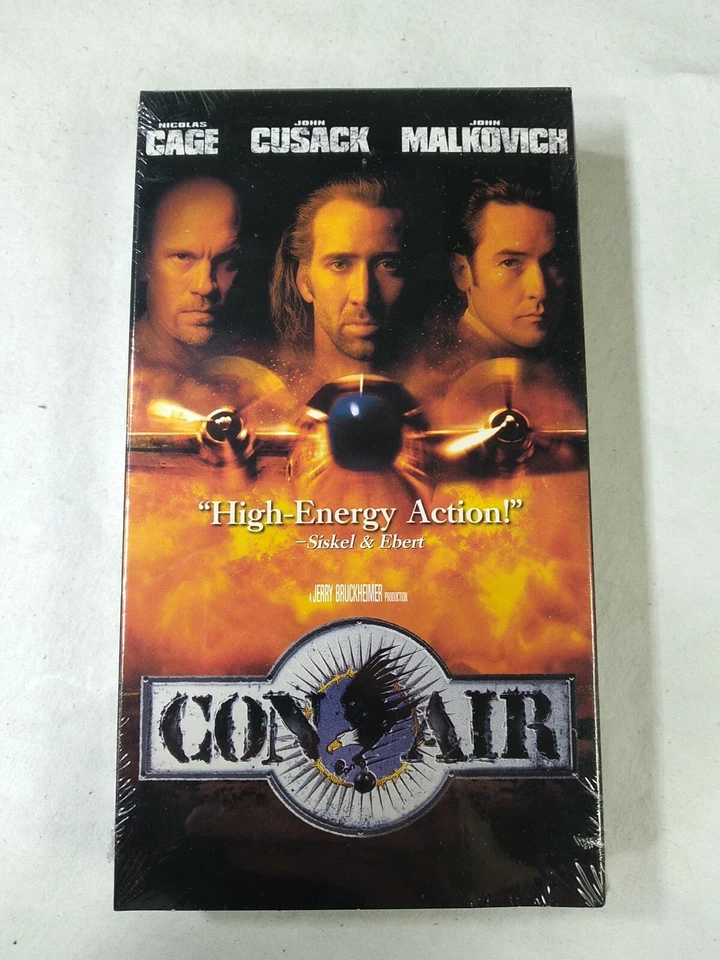 NICOLAS CAGE
JOHN CUSACK
JOHN MALKOVICH
“High-Energy Action!”
–Siskel & Ebert
A JERRY BRUCKHEIMER PRODUCTION
CON AIR